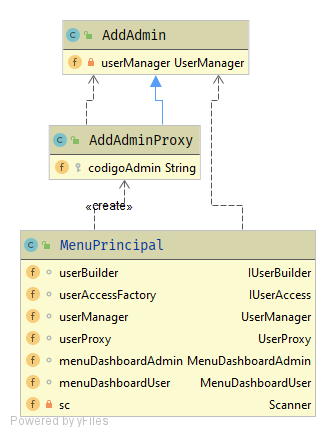 C AddAdmin
f userManager UserManager
C AddAdminProxy
f codigoAdmin String
«create»
C MenuPrincipal
f userBuilder IUserBuilder
f userAccessFactory IUserAccess
f userManager UserManager
f userProxy UserProxy
f menuDashboardAdmin MenuDashboardAdmin
f menuDashboardUser MenuDashboardUser
f sc Scanner
Powered by yFiles